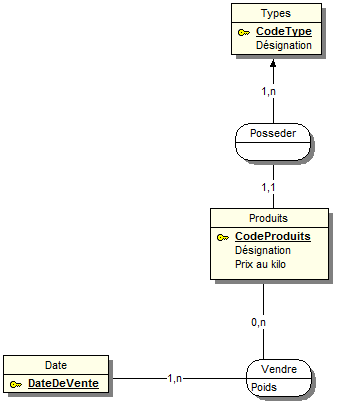 Types
CodeType
Désignation
1,n
Posseder
1,1
Produits
CodeProduits
Désignation
Prix au kilo
0,n
Vendre
Poids
Date
DateDeVente
1,n